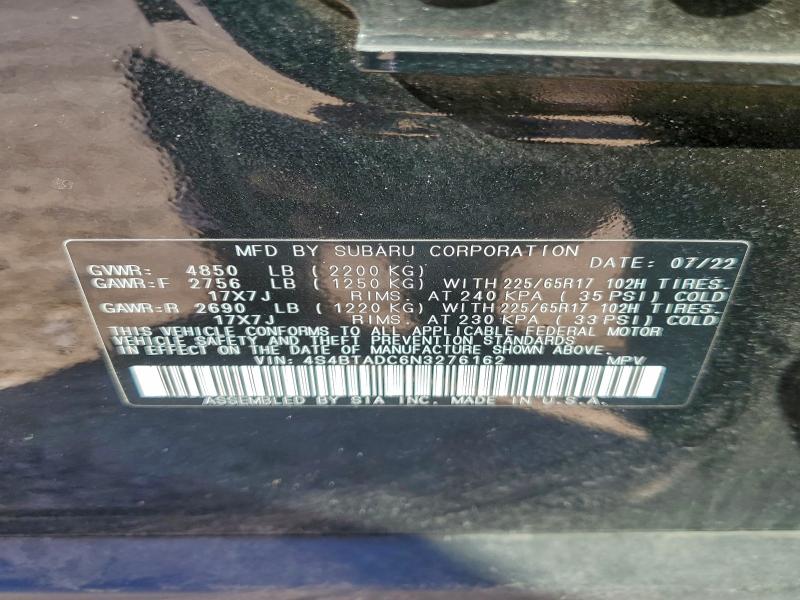 MFD BY SUBARU CORPORATION
DATE: 07/22
GVWR: 4850 LB (2200 KG)
GAWR:F 2756 LB (1250 KG) WITH 225/65R17 102H TIRES.
17X7J RIMS. AT 240 KPA (35 PSI) COLD
GAWR:R 2690 LB (1220 KG) WITH 225/65R17 102H TIRES.
17X7J RIMS. AT 230 KPA (33 PSI) COLD
THIS VEHICLE CONFORMS TO ALL APPLICABLE FEDERAL MOTOR
VEHICLE SAFETY AND THEFT PREVENTION STANDARDS
IN EFFECT ON THE DATE OF MANUFACTURE SHOWN ABOVE.
VIN: 4S4BTADC6N3276162 MPV
ASSEMBLED BY SIA INC. MADE IN U.S.A.